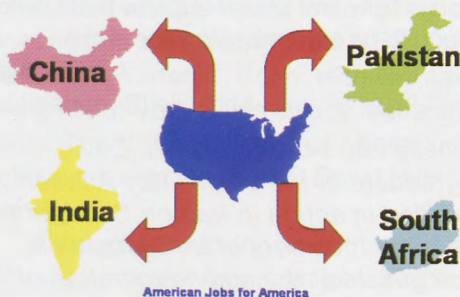 China
Pakistan
India
South
Africa
American Jobs for America